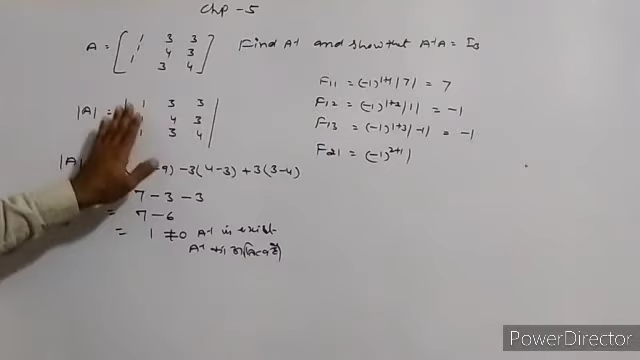 Chp - 5
A = [ 1 3 3 Find A⁻¹ and show that A⁻¹A = I₃
1 4 3
1 3 4 ]
|A| = | 1 3 3
4 3
1 3 4 |
|A| -9) -3(4-3) +3(3-4)
7 - 3 - 3
= 7 - 6
= 1 ≠0 A⁻¹ is exist
A⁻¹
F11 = (-1)¹⁺¹ |7| = 7
F12 = (-1)¹⁺² |1| = -1
F13 = (-1)¹⁺³ |-1| = -1
F21 = (-1)²⁺¹
PowerDirector